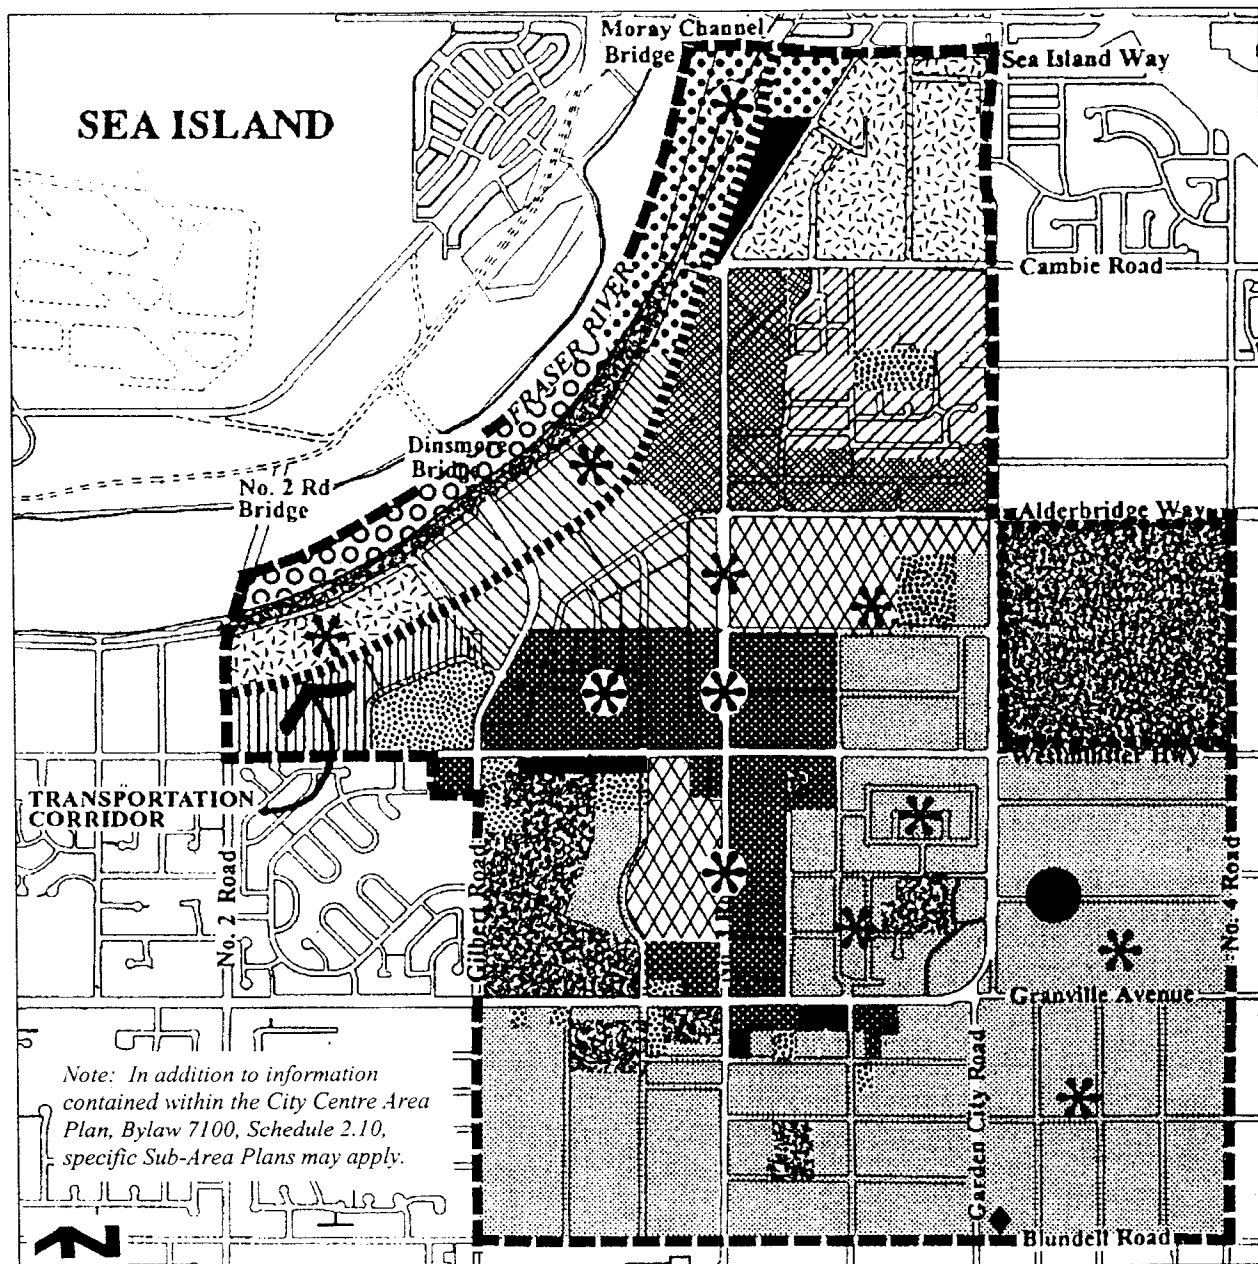 Moray Channel
Bridge
Sea Island Way
SEA ISLAND
Cambie Road
FRASER RIVER
Dinsmore
Bridge
No. 2 Rd
Bridge
Alderbridge Way
Westminster Hwy
TRANSPORTATION
CORRIDOR
No. 2 Road
Gilbert Road
No. 4 Road
Granville Avenue
Garden City Road
Note: In addition to information
contained within the City Centre Area
Plan, Bylaw 7100, Schedule 2.10,
specific Sub-Area Plans may apply.
N
Blundell Road